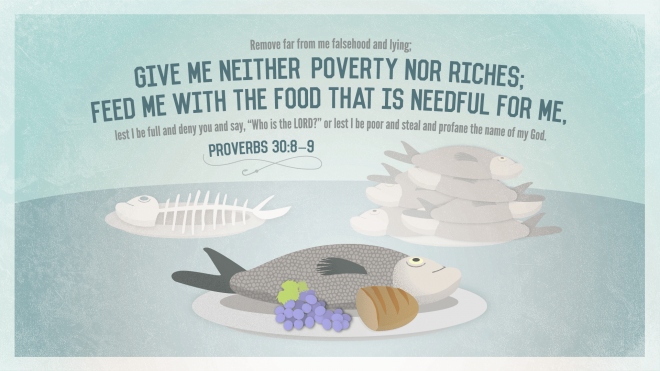 Remove far from me falsehood and lying;
GIVE ME NEITHER POVERTY NOR RICHES;
FEED ME WITH THE FOOD THAT IS NEEDFUL FOR ME,
lest I be full and deny you and say, “Who is the LORD?” or lest I be poor and steal and profane the name of my God.
PROVERBS 30:8–9